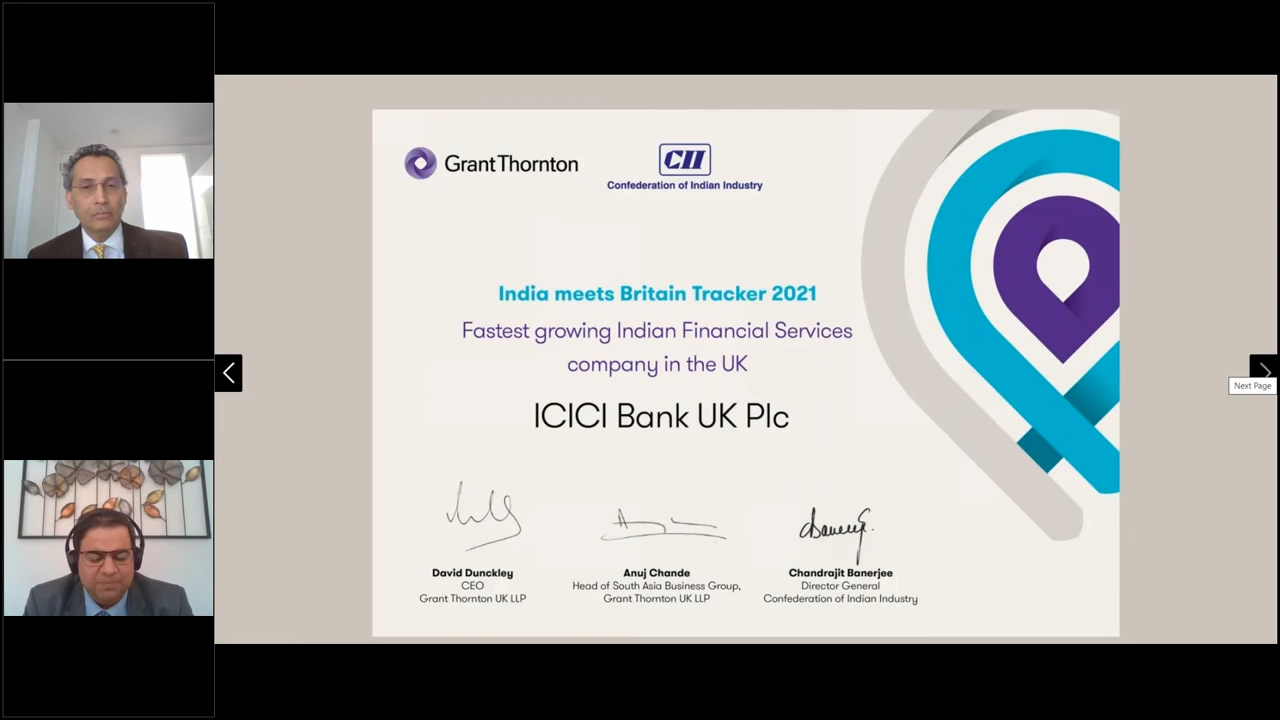 Grant Thornton
CII
Confederation of Indian Industry
India meets Britain Tracker 2021
Fastest growing Indian Financial Services
company in the UK
ICICI Bank UK Plc
David Dunckley
CEO
Grant Thornton UK LLP
Anuj Chande
Head of South Asia Business Group,
Grant Thornton UK LLP
Chandrajit Banerjee
Director General
Confederation of Indian Industry
Next Page